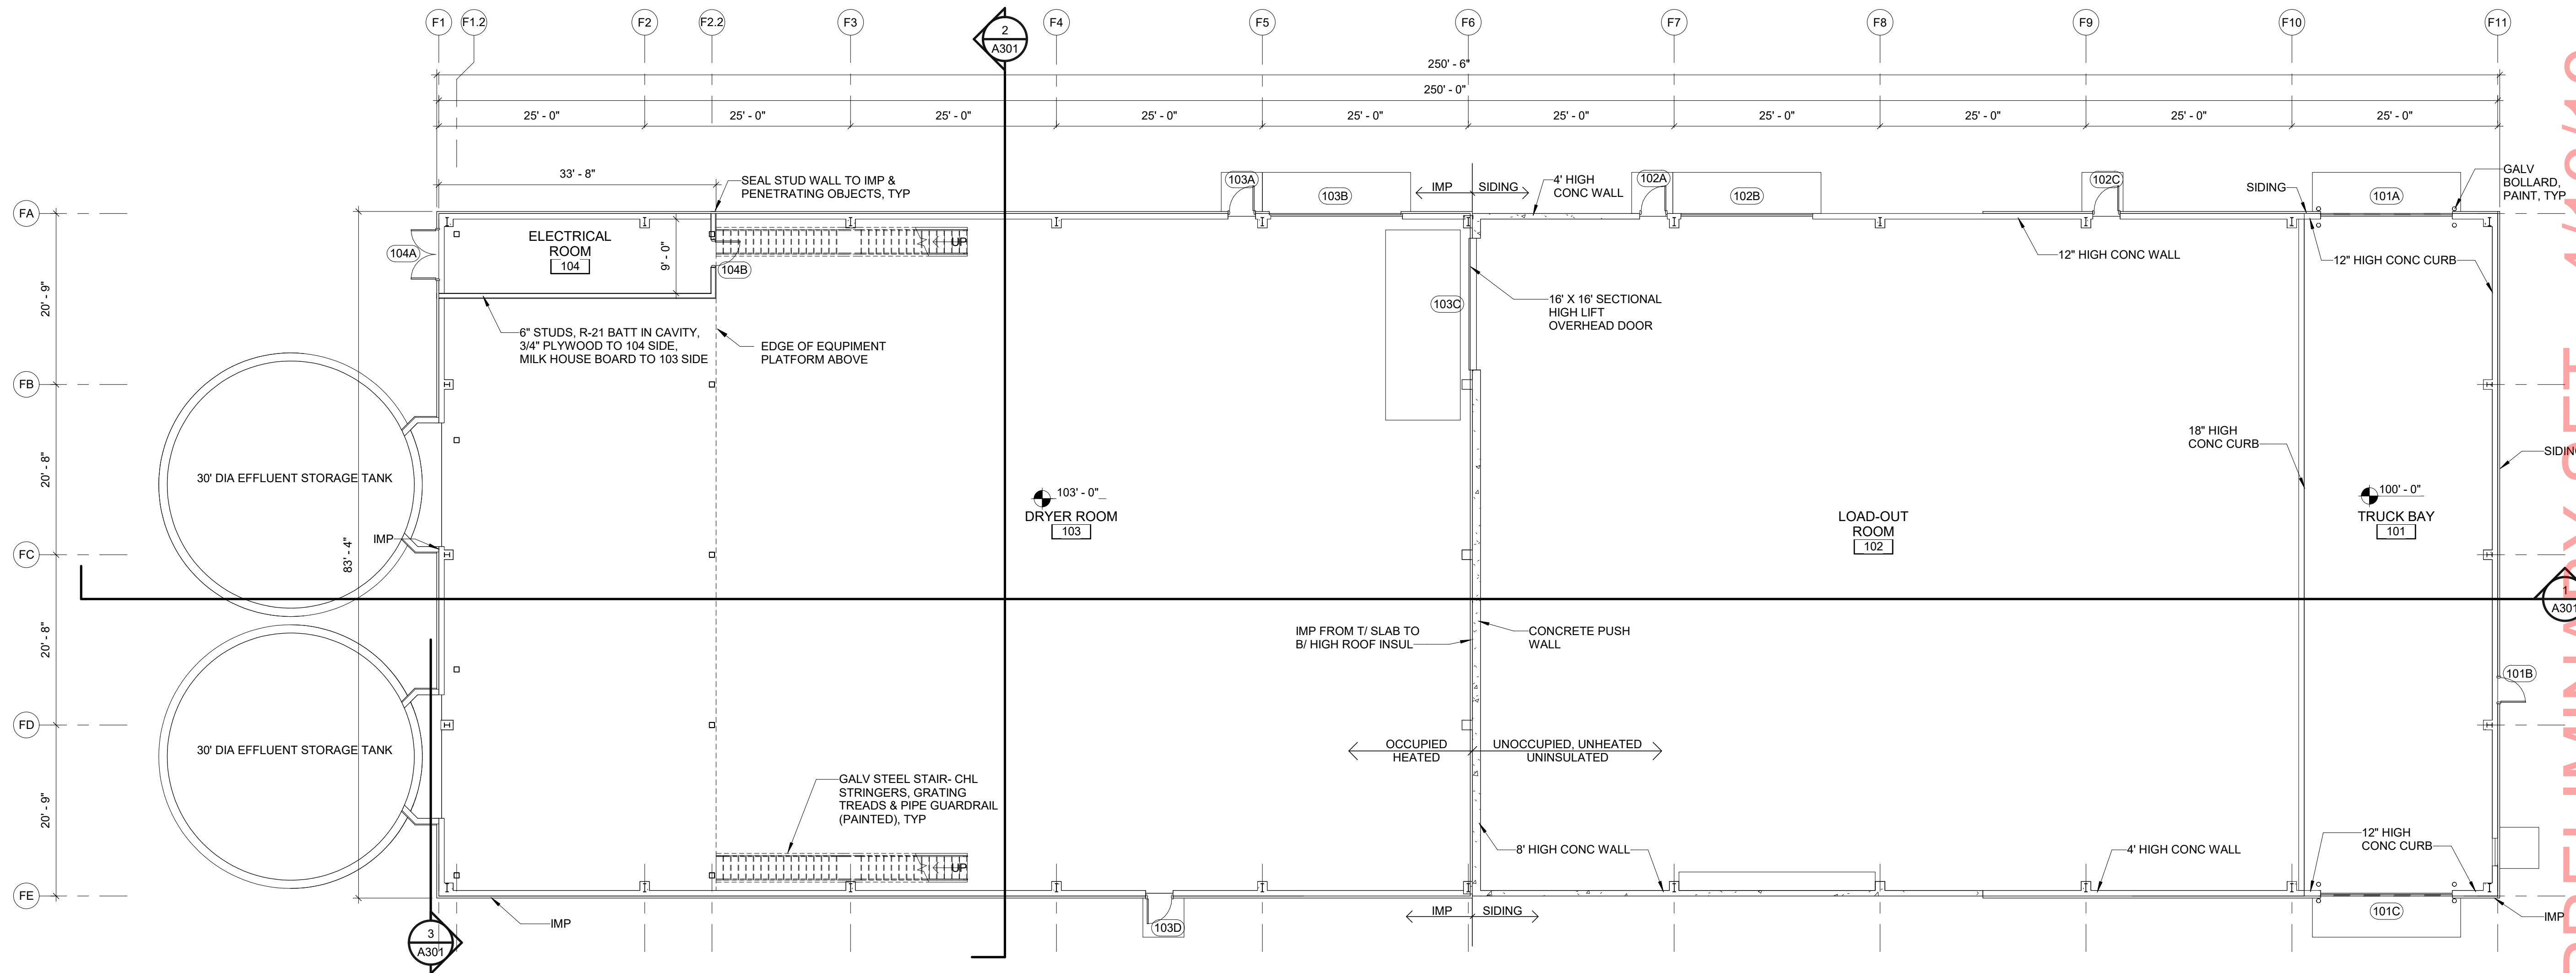 F1
F1.2
F2
F2.2
F3
F4
F5
F6
F7
F8
F9
F10
F11
2
A301
250' - 6"
250' - 0"
25' - 0"
25' - 0"
25' - 0"
25' - 0"
25' - 0"
25' - 0"
25' - 0"
25' - 0"
25' - 0"
25' - 0"
33' - 8"
SEAL STUD WALL TO IMP &
PENETRATING OBJECTS, TYP
103A
103B
IMP
SIDING
4' HIGH
CONC WALL
102A
102B
102C
SIDING
101A
GALV
BOLLARD,
PAINT, TYP
FA
ELECTRICAL
ROOM
104
104A
9' - 0"
104B
UP
12" HIGH CONC WALL
12" HIGH CONC CURB
20' - 9"
103C
16' X 16' SECTIONAL
HIGH LIFT
OVERHEAD DOOR
6" STUDS, R-21 BATT IN CAVITY,
3/4" PLYWOOD TO 104 SIDE,
MILK HOUSE BOARD TO 103 SIDE
EDGE OF EQUPIMENT
PLATFORM ABOVE
FB
18" HIGH
CONC CURB
20' - 8"
30' DIA EFFLUENT STORAGE TANK
103' - 0"
DRYER ROOM
103
LOAD-OUT
ROOM
102
100' - 0"
TRUCK BAY
101
IMP
83' - 4"
FC
1
20' - 8"
IMP FROM T/ SLAB TO
B/ HIGH ROOF INSUL
CONCRETE PUSH
WALL
101B
FD
30' DIA EFFLUENT STORAGE TANK
OCCUPIED
HEATED
UNOCCUPIED, UNHEATED
UNINSULATED
GALV STEEL STAIR- CHL
STRINGERS, GRATING
TREADS & PIPE GUARDRAIL
(PAINTED), TYP
20' - 9"
UP
8' HIGH CONC WALL
4' HIGH CONC WALL
12" HIGH
CONC CURB
FE
IMP
103D
IMP
SIDING
101C
IMP
3
A301